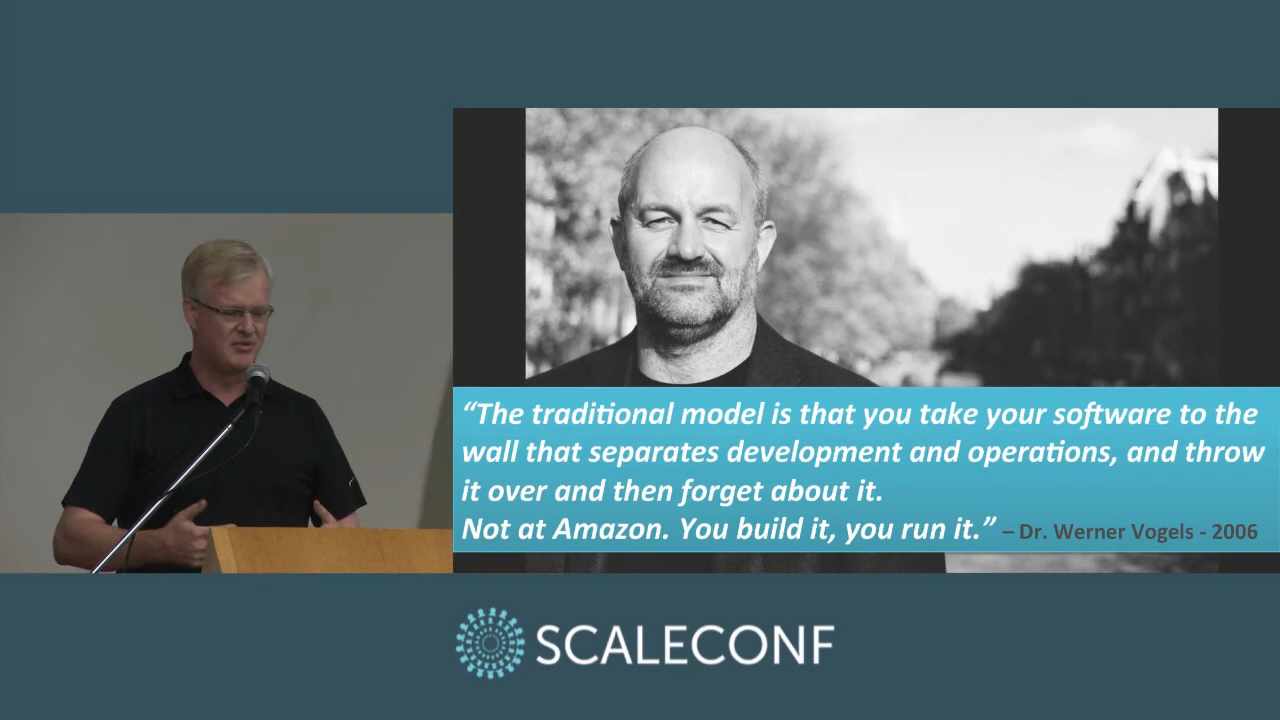 “The traditional model is that you take your software to the
wall that separates development and operations, and throw
it over and then forget about it.
Not at Amazon. You build it, you run it.” – Dr. Werner Vogels - 2006
SCALECONF